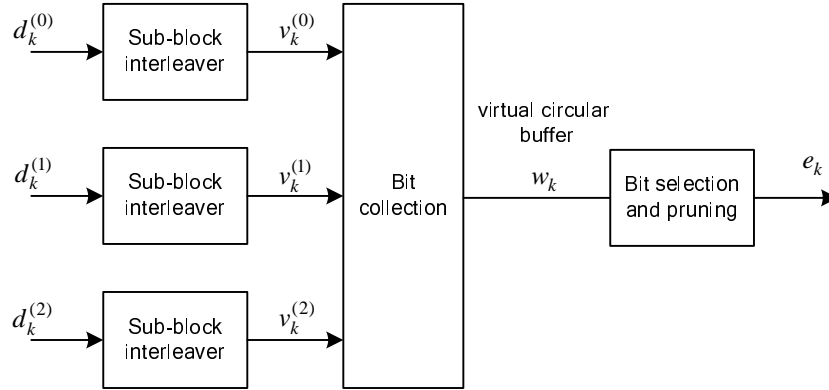 d_k^{(0)}
Sub-block
interleaver
v_k^{(0)}
d_k^{(1)}
Sub-block
interleaver
v_k^{(1)}
d_k^{(2)}
Sub-block
interleaver
v_k^{(2)}
Bit
collection
virtual circular
buffer
w_k
Bit selection
and pruning
e_k